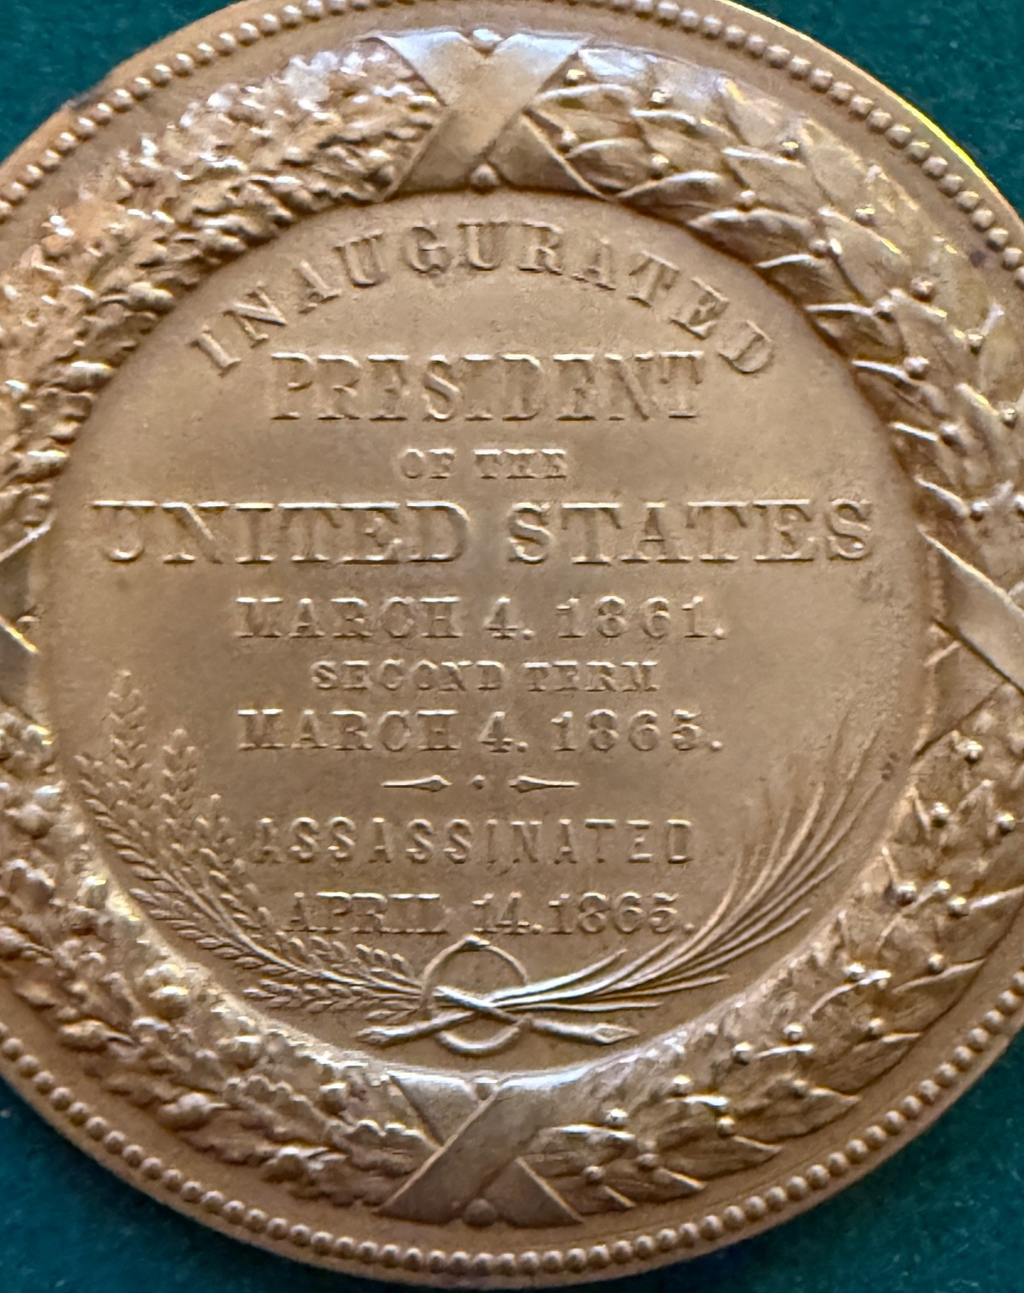 INAUGURATED
PRESIDENT
OF THE
UNITED STATES
MARCH 4. 1861.
SECOND TERM
MARCH 4. 1865.
ASSASSINATED
APRIL 14.1865.